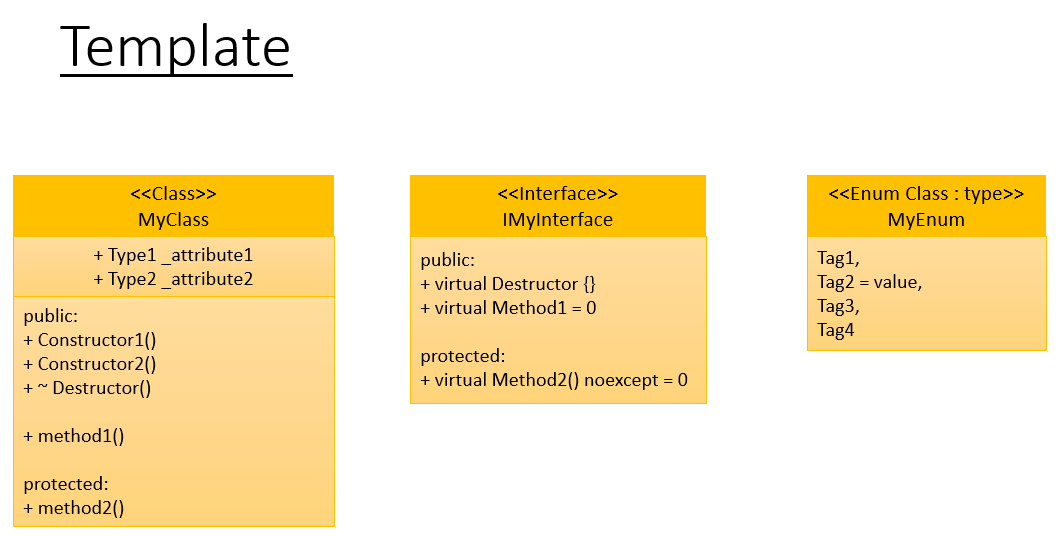 Template
<<Class>>
MyClass
+ Type1 _attribute1
+ Type2 _attribute2
public:
+ Constructor1()
+ Constructor2()
+ ~ Destructor()
+ method1()
protected:
+ method2()
<<Interface>>
IMyInterface
public:
+ virtual Destructor {}
+ virtual Method1 = 0
protected:
+ virtual Method2() noexcept = 0
<<Enum Class : type>>
MyEnum
Tag1,
Tag2 = value,
Tag3,
Tag4